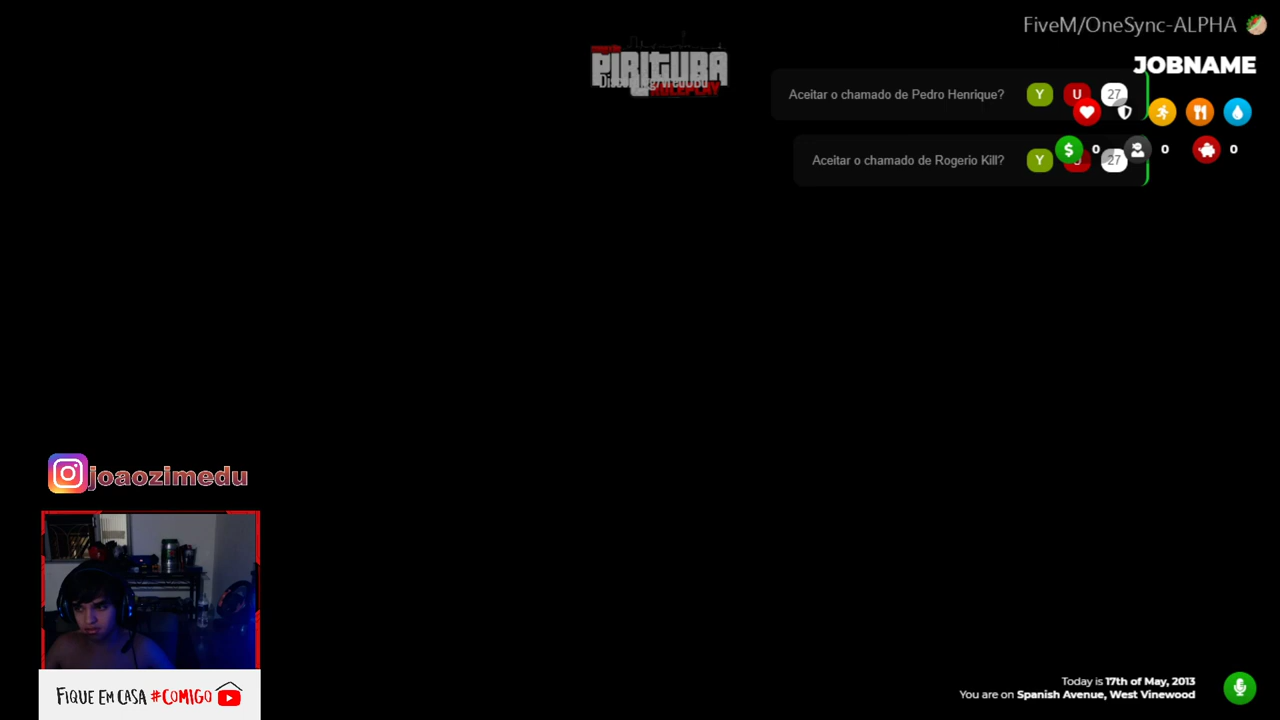 FiveM/OneSync-ALPHA
PIRITUBA
ROLEPLAY
JOBNAME
Aceitar o chamado de Pedro Henrique? Y U 27
0 0 0
Aceitar o chamado de Rogerio Kill? Y 27
joaozimedu
FIQUE EM CASA #COMIGO
Today is 17th of May, 2013
You are on Spanish Avenue, West Vinewood